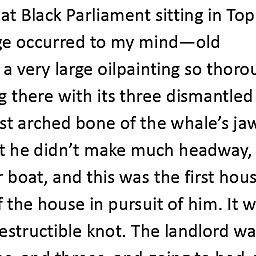 at Black Parliament sitting in Top
ge occurred to my mind—old
a very large oilpainting so thorou
g there with its three dismantled
st arched bone of the whale’s jaw
t he didn’t make much headway,
r boat, and this was the first hous
f the house in pursuit of him. It w
estructible knot. The landlord wa